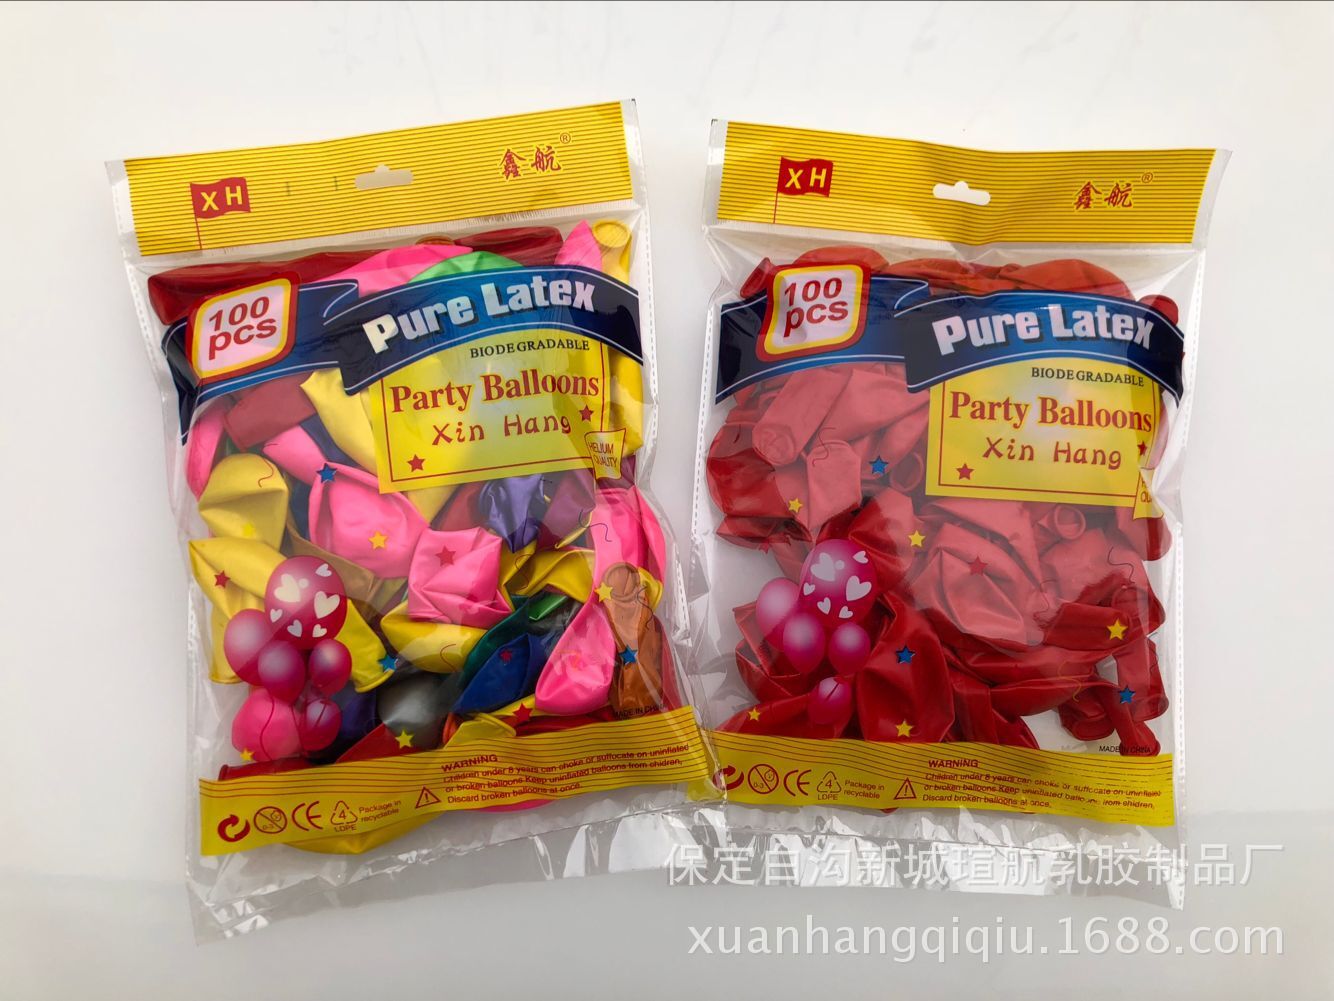 XH
鑫航®
100
pcs
Pure Latex
BIODEGRADABLE
Party Balloons
Xin Hang
HELIUM
QUALITY
MADE IN CHINA
WARNING
Children under 8 years can choke or suffocate on uninflated
or broken balloons Keep uninflated balloons from children,
Discard broken balloons at once.
0-3
CE
4
LDPE
Package in
recyclable
XH
鑫航®
100
pcs
Pure Latex
BIODEGRADABLE
Party Balloons
Xin Hang
MADE IN CHINA
WARNING
Children under 8 years can choke or suffocate on uninflated
or broken balloons Keep uninflated balloons from children,
Discard broken balloons at once.
0-3
CE
4
LDPE
Package in
recyclable
保定白沟新城瑄航乳胶制品厂
xuanhangqiqiu.1688.com